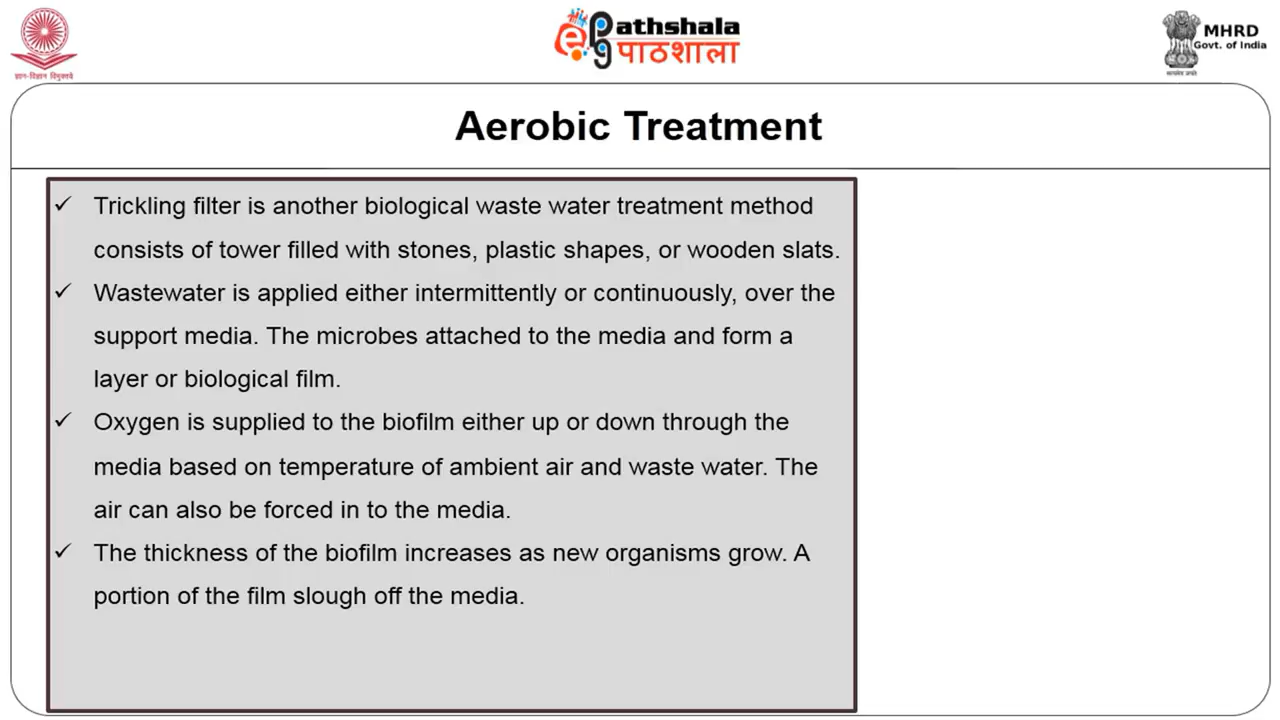 ज्ञान-विज्ञान विमुक्तये
ePathshala
पाठशाला
MHRD
Govt. of India
सत्यमेव जयते
Aerobic Treatment
✓ Trickling filter is another biological waste water treatment method
consists of tower filled with stones, plastic shapes, or wooden slats.
✓ Wastewater is applied either intermittently or continuously, over the
support media. The microbes attached to the media and form a
layer or biological film.
✓ Oxygen is supplied to the biofilm either up or down through the
media based on temperature of ambient air and waste water. The
air can also be forced in to the media.
✓ The thickness of the biofilm increases as new organisms grow. A
portion of the film slough off the media.